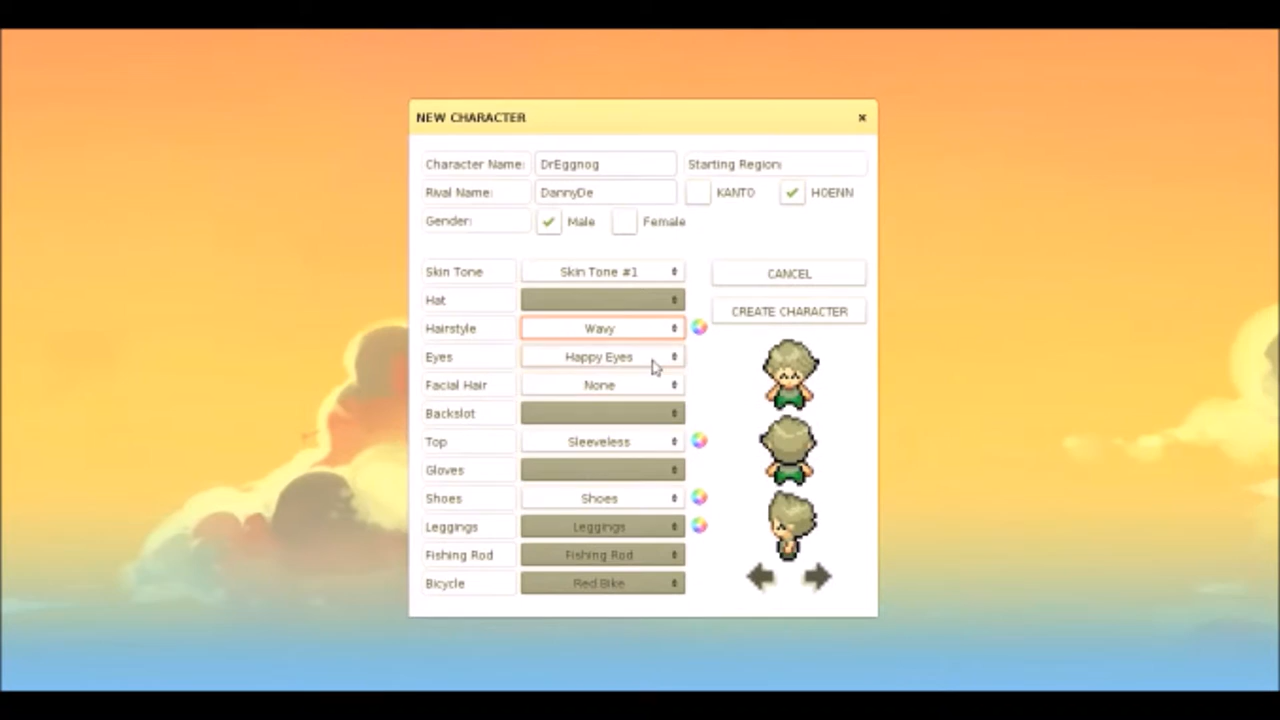 NEW CHARACTER ×
Character Name: DrEggnog Starting Region:
Rival Name: DannyDe KANTO HOENN
Gender: Male Female
Skin Tone Skin Tone #1 CANCEL
Hat
CREATE CHARACTER
Hairstyle Wavy
Eyes Happy Eyes
Facial Hair None
Backslot
Top Sleeveless
Gloves
Shoes Shoes
Leggings Leggings
Fishing Rod Fishing Rod
Bicycle Red Bike